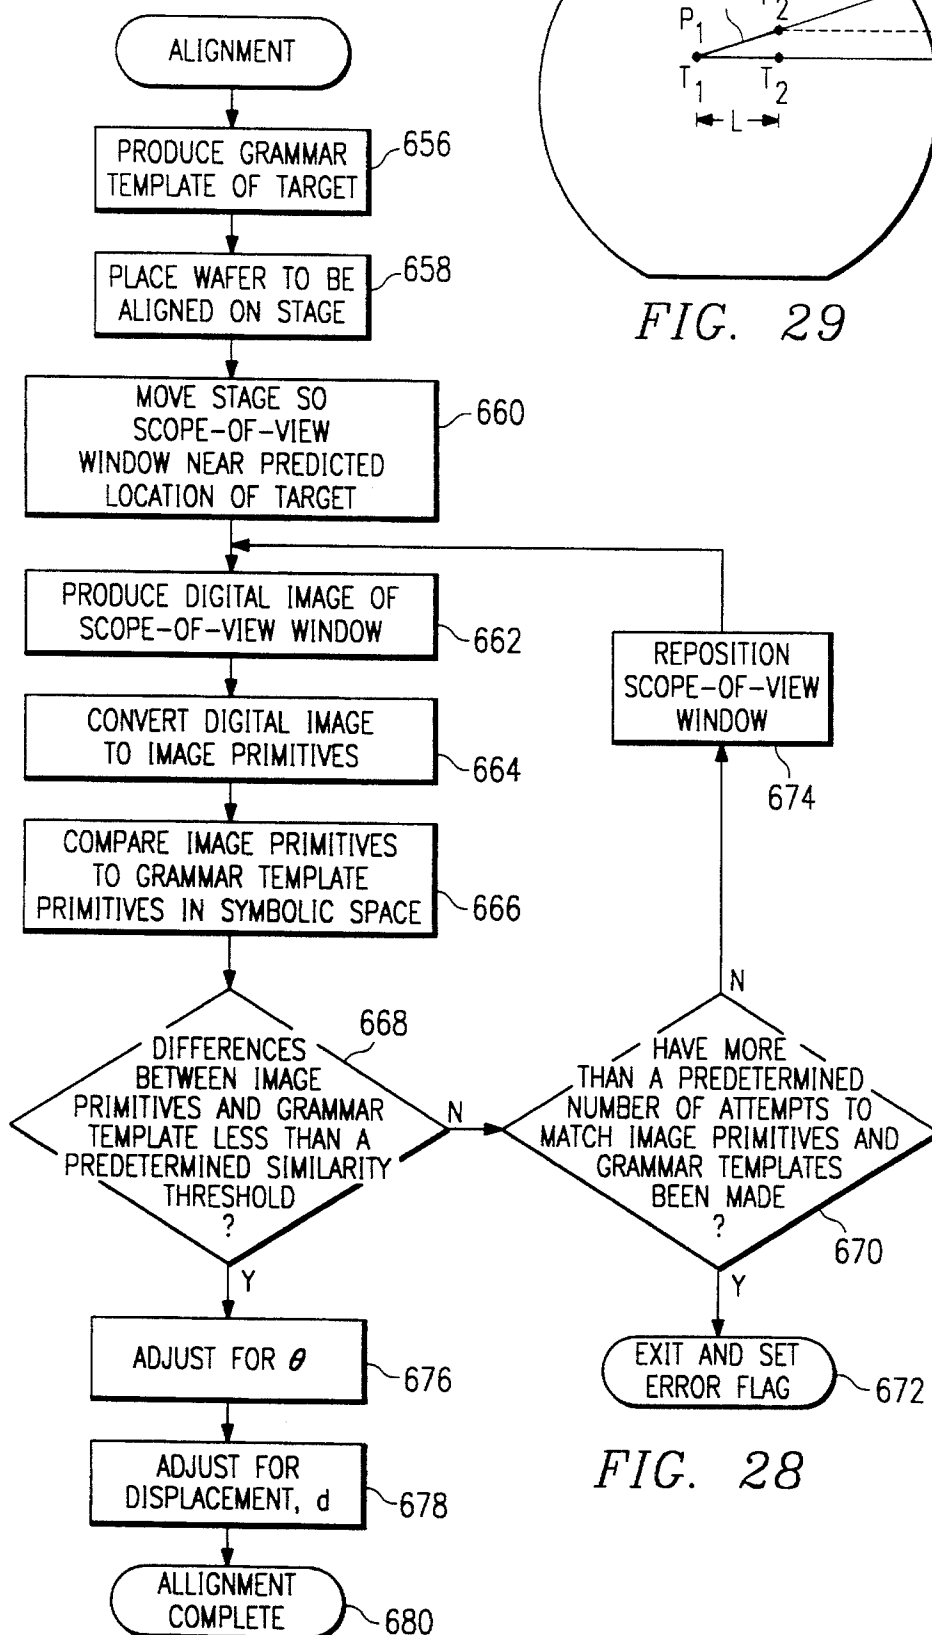 ALIGNMENT
PRODUCE GRAMMAR
TEMPLATE OF TARGET
656
PLACE WAFER TO BE
ALIGNED ON STAGE
658
MOVE STAGE SO
SCOPE-OF-VIEW
WINDOW NEAR PREDICTED
LOCATION OF TARGET
660
PRODUCE DIGITAL IMAGE OF
SCOPE-OF-VIEW WINDOW
662
CONVERT DIGITAL IMAGE
TO IMAGE PRIMITIVES
664
COMPARE IMAGE PRIMITIVES
TO GRAMMAR TEMPLATE
PRIMITIVES IN SYMBOLIC SPACE
666
DIFFERENCES
BETWEEN IMAGE
PRIMITIVES AND GRAMMAR
TEMPLATE LESS THAN A
PREDETERMINED SIMILARITY
THRESHOLD
?
668
N
Y
HAVE MORE
THAN A PREDETERMINED
NUMBER OF ATTEMPTS TO
MATCH IMAGE PRIMITIVES AND
GRAMMAR TEMPLATES
BEEN MADE
?
670
N
Y
REPOSITION
SCOPE-OF-VIEW
WINDOW
674
EXIT AND SET
ERROR FLAG
672
ADJUST FOR θ
676
ADJUST FOR
DISPLACEMENT, d
678
ALLIGNMENT
COMPLETE
680
FIG. 28
P1
T1
T2
L
FIG. 29